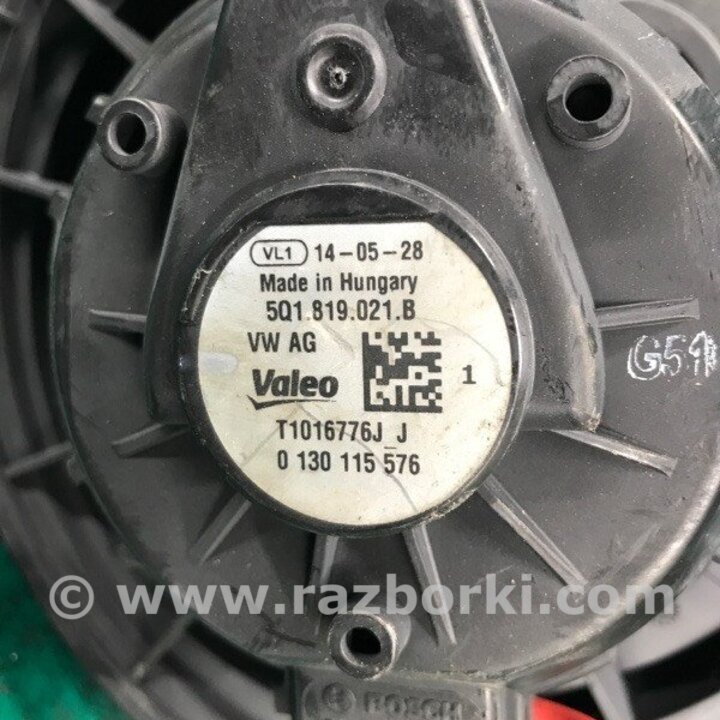 VL1 14-05-28
Made in Hungary
5Q1.819.021.B
VW AG
Valeo 1
T1016776J_J
0 130 115 576
G51
© www.razborki.com
BOSCH